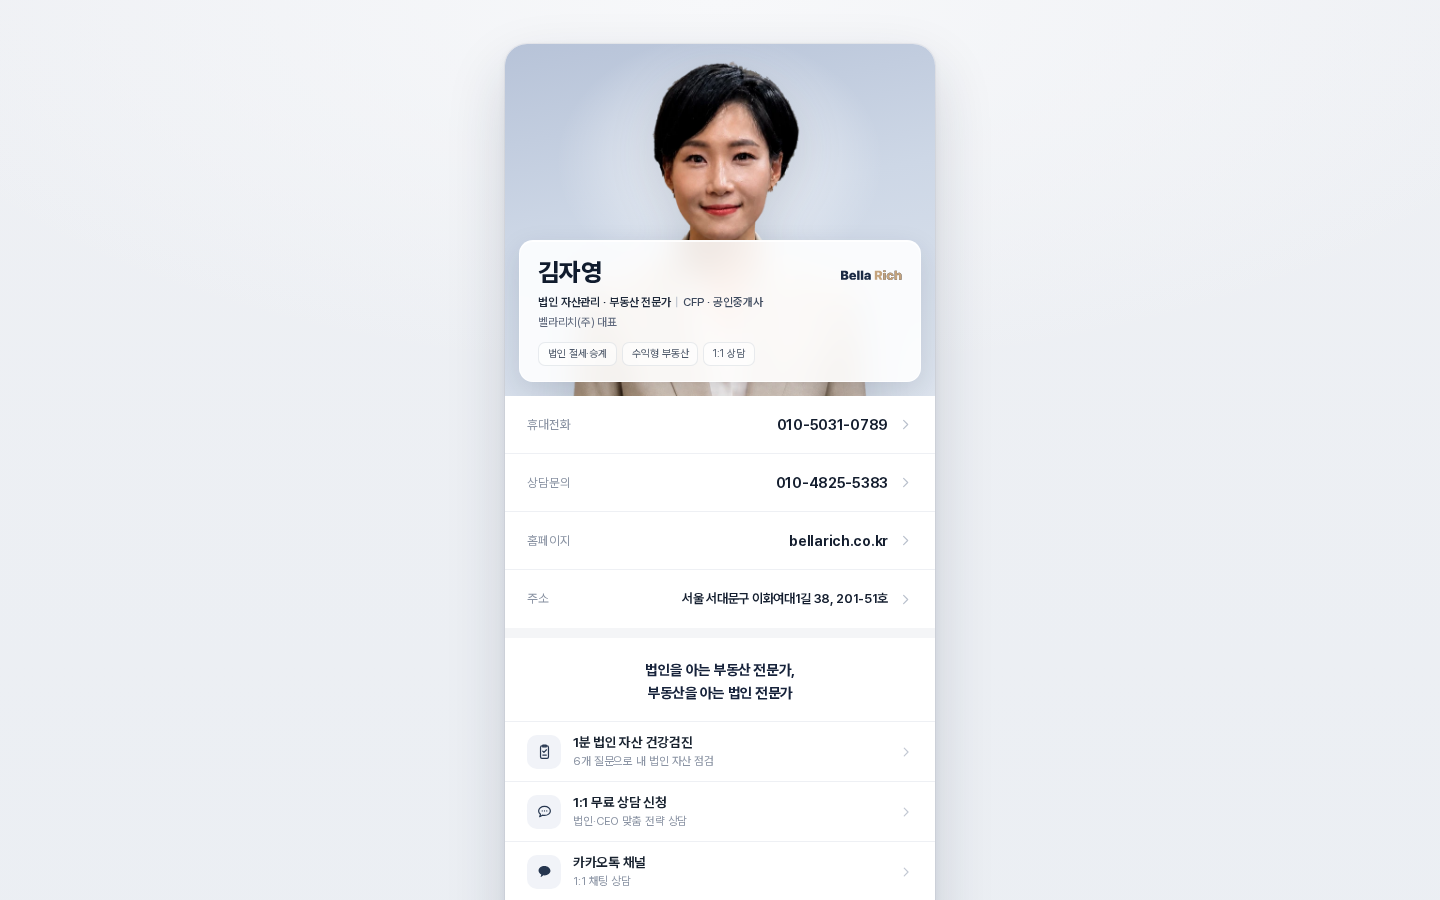 김자영
Bella Rich
법인 자산관리 · 부동산 전문가 | CFP · 공인중개사
벨라리치(주) 대표
법인 절세·승계
수익형 부동산
1:1 상담
휴대전화
010-5031-0789
상담문의
010-4825-5383
홈페이지
bellarich.co.kr
주소
서울 서대문구 이화여대1길 38, 201-51호
법인을 아는 부동산 전문가,
부동산을 아는 법인 전문가
1분 법인 자산 건강검진
6개 질문으로 내 법인 자산 점검
1:1 무료 상담 신청
법인·CEO 맞춤 전략 상담
카카오톡 채널
1:1 채팅 상담